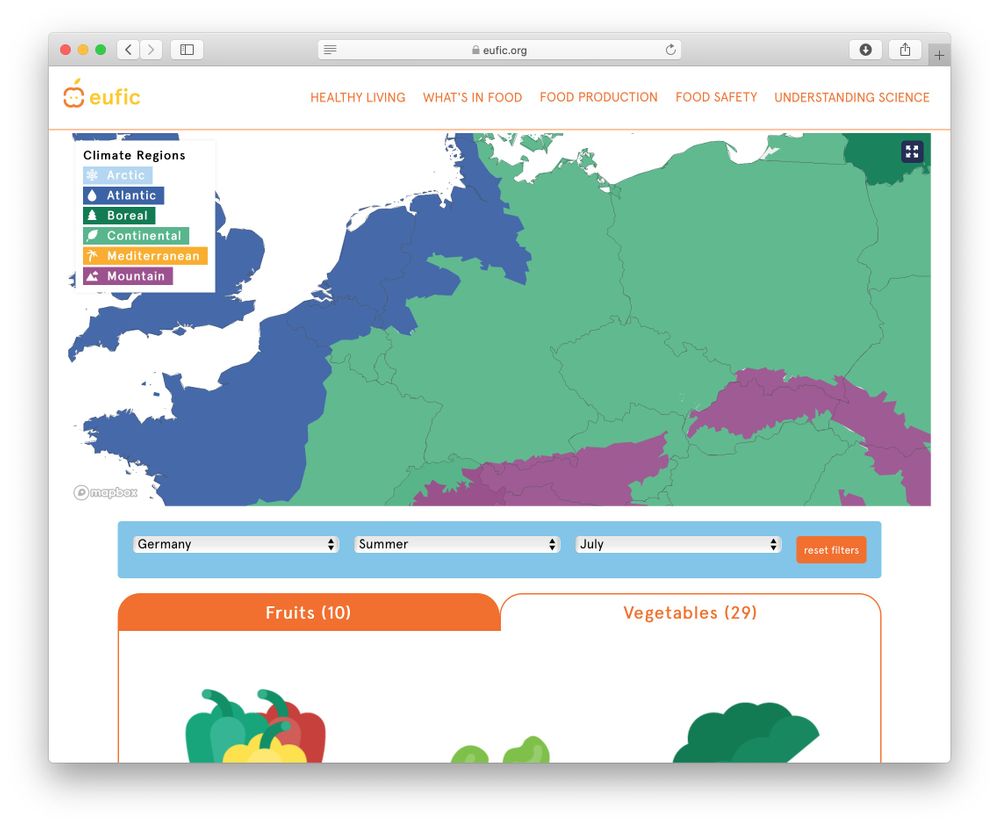 eufic.org
eufic
HEALTHY LIVING WHAT'S IN FOOD FOOD PRODUCTION FOOD SAFETY UNDERSTANDING SCIENCE
Climate Regions
Arctic
Atlantic
Boreal
Continental
Mediterranean
Mountain
mapbox
Germany Summer July reset filters
Fruits (10) Vegetables (29)